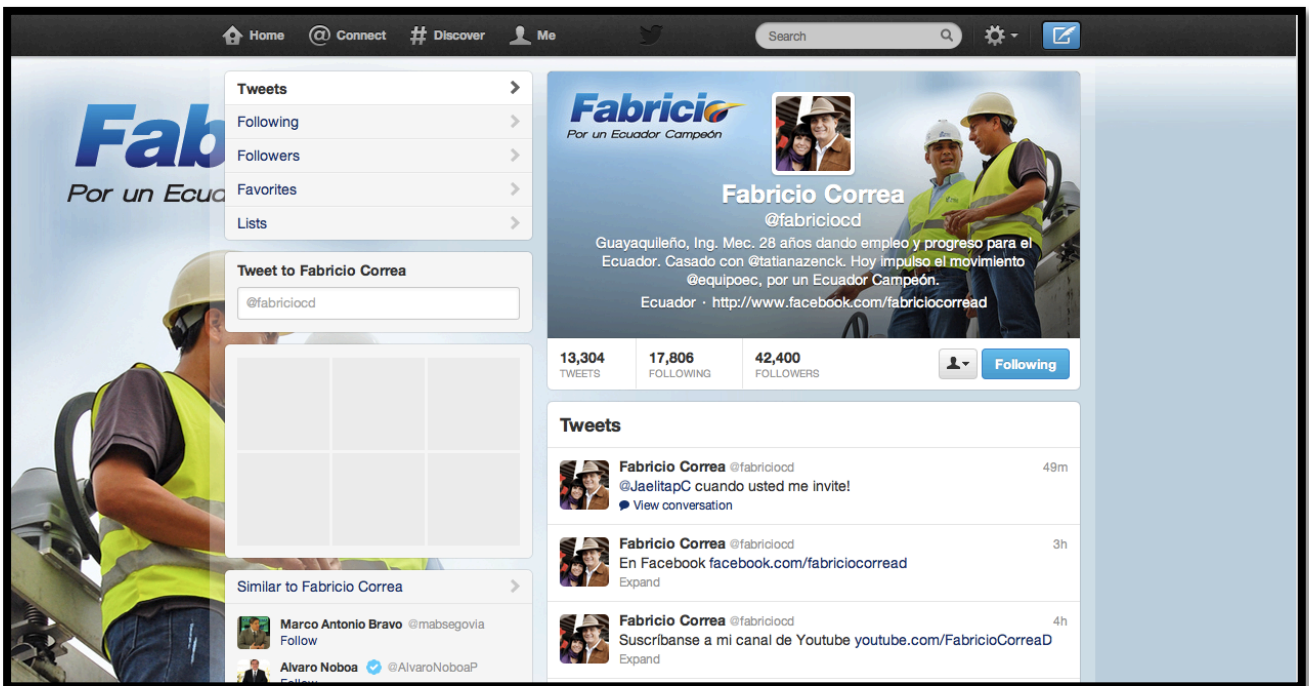 Home
Connect
Discover
Me
Search
Fab
Por un Ecua
Tweets
Following
Followers
Favorites
Lists
Tweet to Fabricio Correa
@fabriciocd
Similar to Fabricio Correa
Marco Antonio Bravo @mabsegovia
Follow
Alvaro Noboa @AlvaroNoboaP
Follow
Fabricio
Por un Ecuador Campeón
Fabricio Correa
@fabriciocd
Guayaquileño, Ing. Mec. 28 años dando empleo y progreso para el
Ecuador. Casado con @tatianazenck. Hoy impulso el movimiento
@equipoec, por un Ecuador Campeón.
Ecuador · http://www.facebook.com/fabriciocorread
13,304
TWEETS
17,806
FOLLOWING
42,400
FOLLOWERS
Following
Tweets
Fabricio Correa @fabriciocd 49m
@JaelitapC cuando usted me invite!
View conversation
Fabricio Correa @fabriciocd 3h
En Facebook facebook.com/fabriciocorread
Expand
Fabricio Correa @fabriciocd 4h
Suscríbanse a mi canal de Youtube youtube.com/FabricioCorreaD
Expand